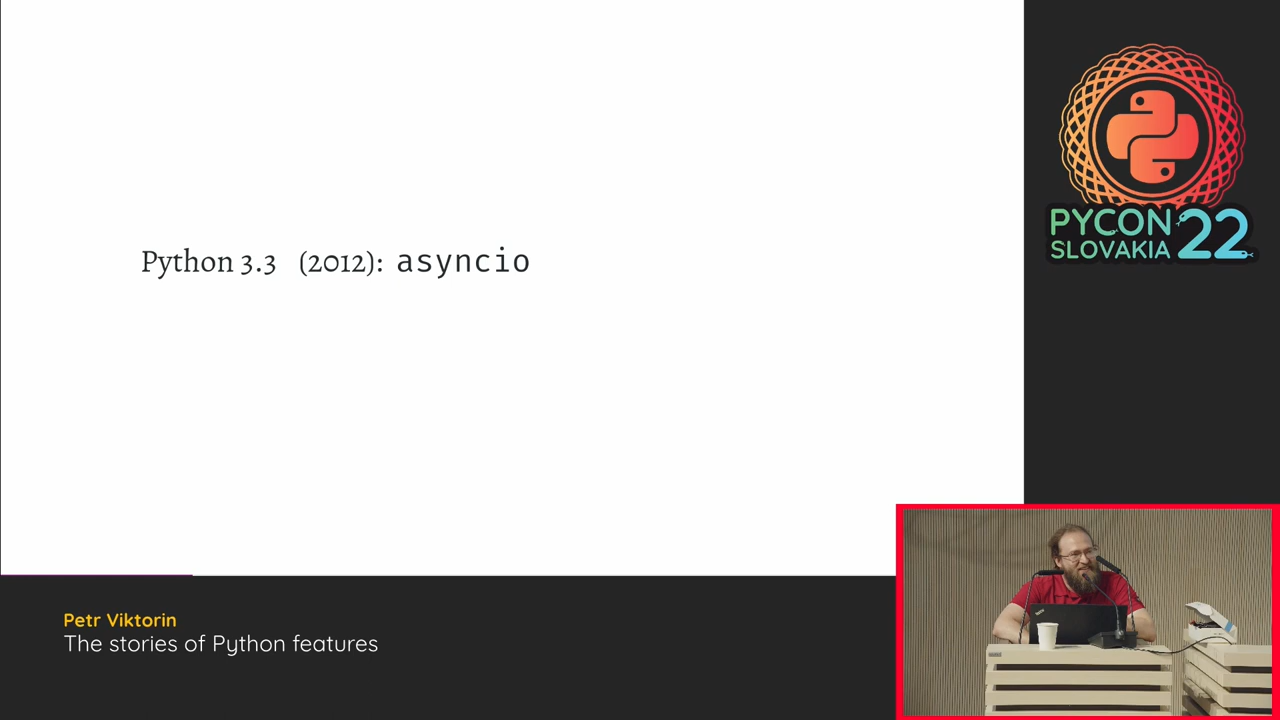 Python 3.3 (2012): asyncio
PYCON
SLOVAKIA
22
Petr Viktorin
The stories of Python features